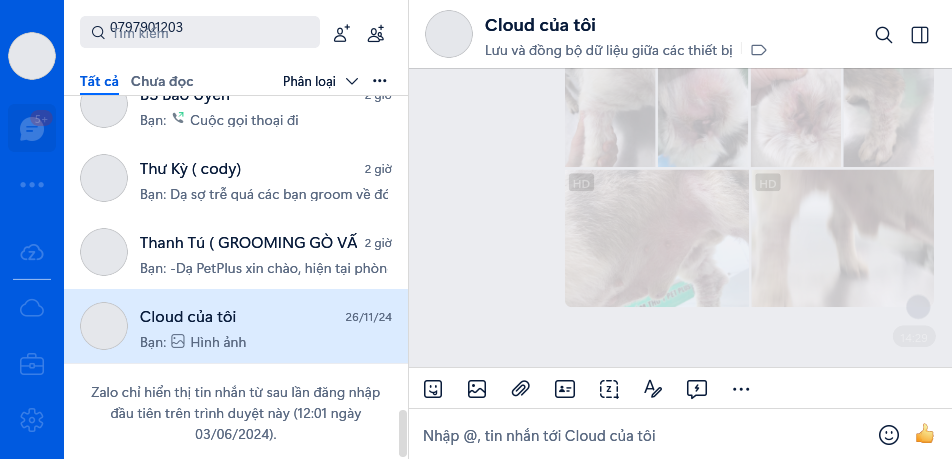 0797901203
Tìm kiếm
Tất cả
Chưa đọc
Phân loại
5+
BS Bảo Uyên
2 giờ
Bạn: Cuộc gọi thoại đi
Thư Kỳ ( cody)
2 giờ
Bạn: Dạ sợ trễ quá các bạn groom về đó
Thanh Tú ( GROOMING GÒ VẤ
2 giờ
Bạn: -Dạ PetPlus xin chào, hiện tại phòn
Cloud của tôi
26/11/24
Bạn: Hình ảnh
Zalo chỉ hiển thị tin nhắn từ sau lần đăng nhập
đầu tiên trên trình duyệt này (12:01 ngày
03/06/2024).
Cloud của tôi
Lưu và đồng bộ dữ liệu giữa các thiết bị
HD
HD
14:29
Nhập @, tin nhắn tới Cloud của tôi